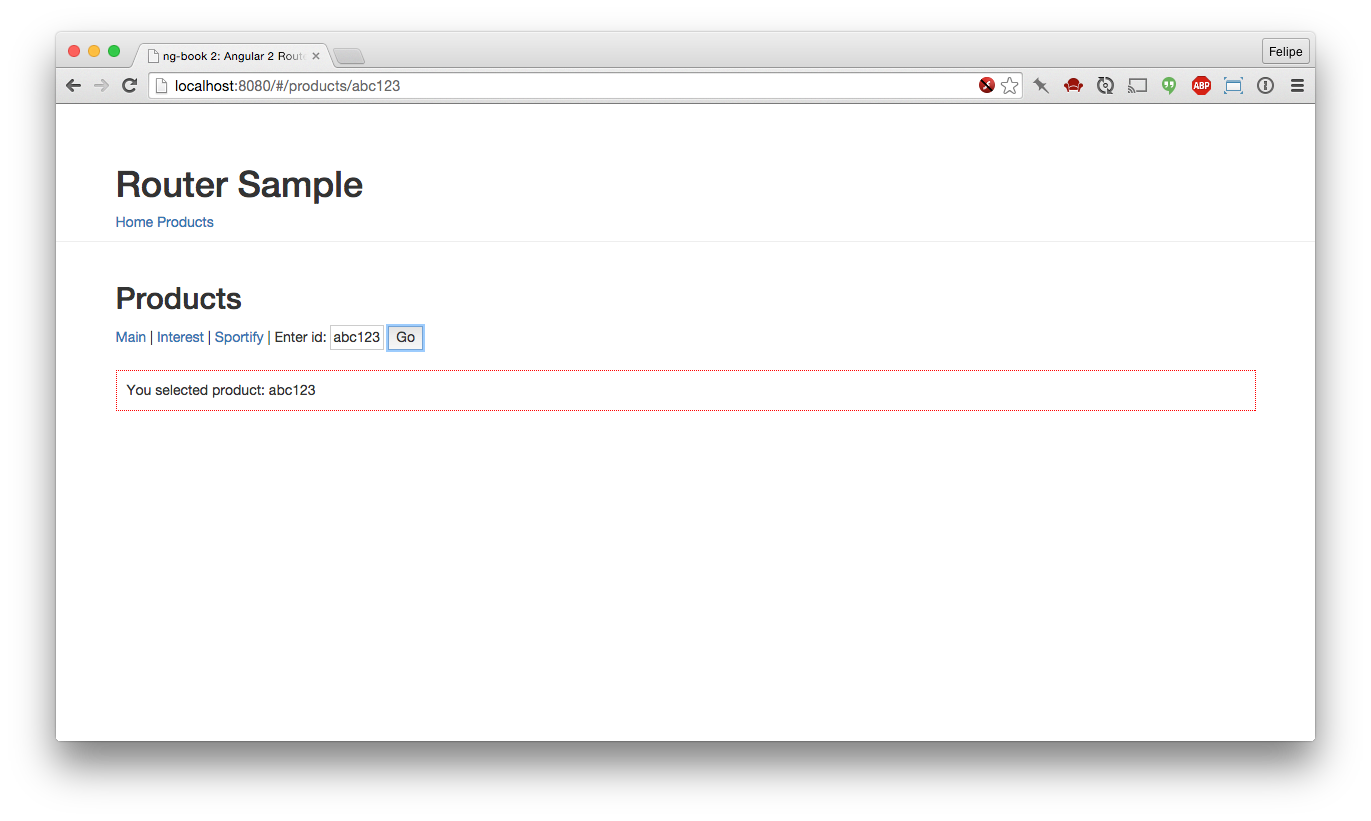 ng-book 2: Angular 2 Route
Felipe
localhost:8080/#/products/abc123
ABP
Router Sample
Home Products
Products
Main | Interest | Sportify | Enter id: abc123 Go
You selected product: abc123